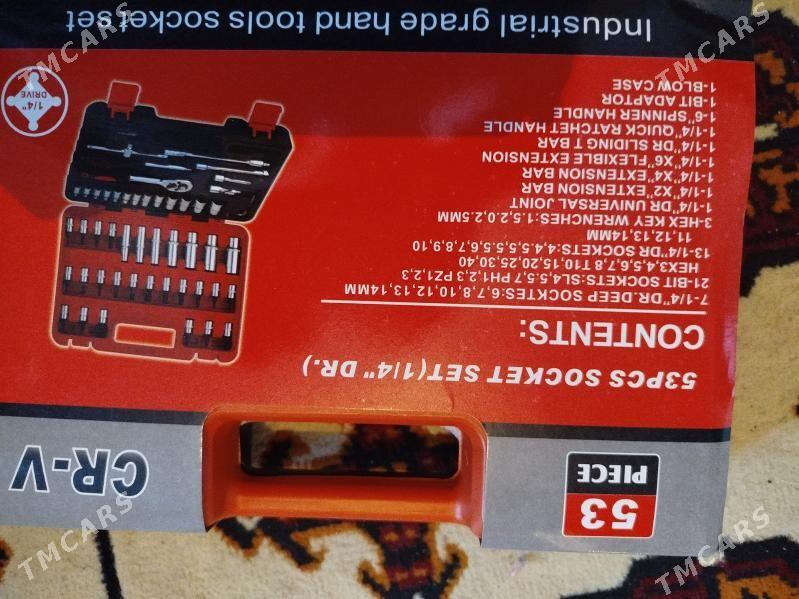 53
PIECE
CR-V
53PCS SOCKET SET(1/4" DR.)
CONTENTS:
7-1/4"DR.DEEP SOCKTES:6,7,8,10,12,13,14MM
21-BIT SOCKETS:SL4,5.5,7 PH1,2,3 PZ1,2,3
HEX3,4,5,6,7,8 T10,15,20,25,30,40
13-1/4"DR SOCKETS:4,4.5,5,5.5,6,7,8,9,10
11,12,13,14MM
3-HEX KEY WRENCHES:1.5,2.0,2.5MM
1-1/4"DR UNIVERSAL JOINT
1-1/4"X2"EXTENSION BAR
1-1/4"X4"EXTENSION BAR
1-1/4"X6"FLEXIBLE EXTENSION
1-1/4"DR SLIDING T BAR
1-1/4"QUICK RATCHET HANDLE
1-6"SPINNER HANDLE
1-BIT ADAPTOR
1-BLOW CASE
1/4"
DRIVE
Industrial grade hand tools socket set
TMCARS
TMCARS
TMCARS
TMCARS
TMCARS
TMCARS
TMCARS
TMCARS
TMCARS